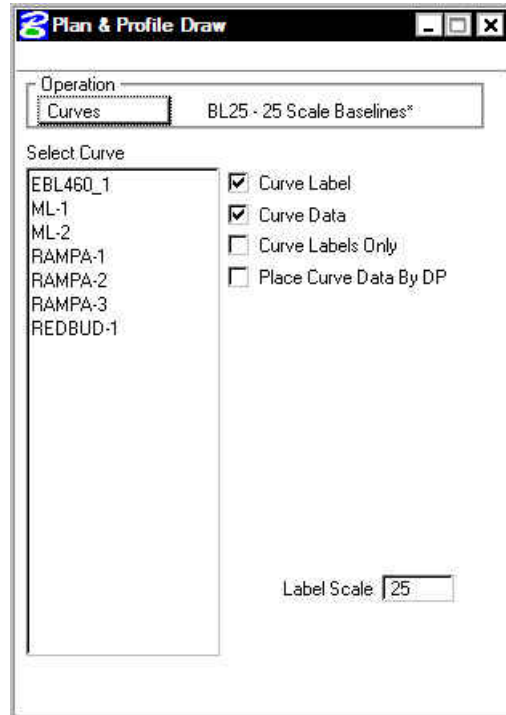 Plan & Profile Draw
Operation
Curves BL25 - 25 Scale Baselines*
Select Curve
EBL460_1
ML-1
ML-2
RAMPA-1
RAMPA-2
RAMPA-3
REDBUD-1
Curve Label
Curve Data
Curve Labels Only
Place Curve Data By DP
Label Scale 25